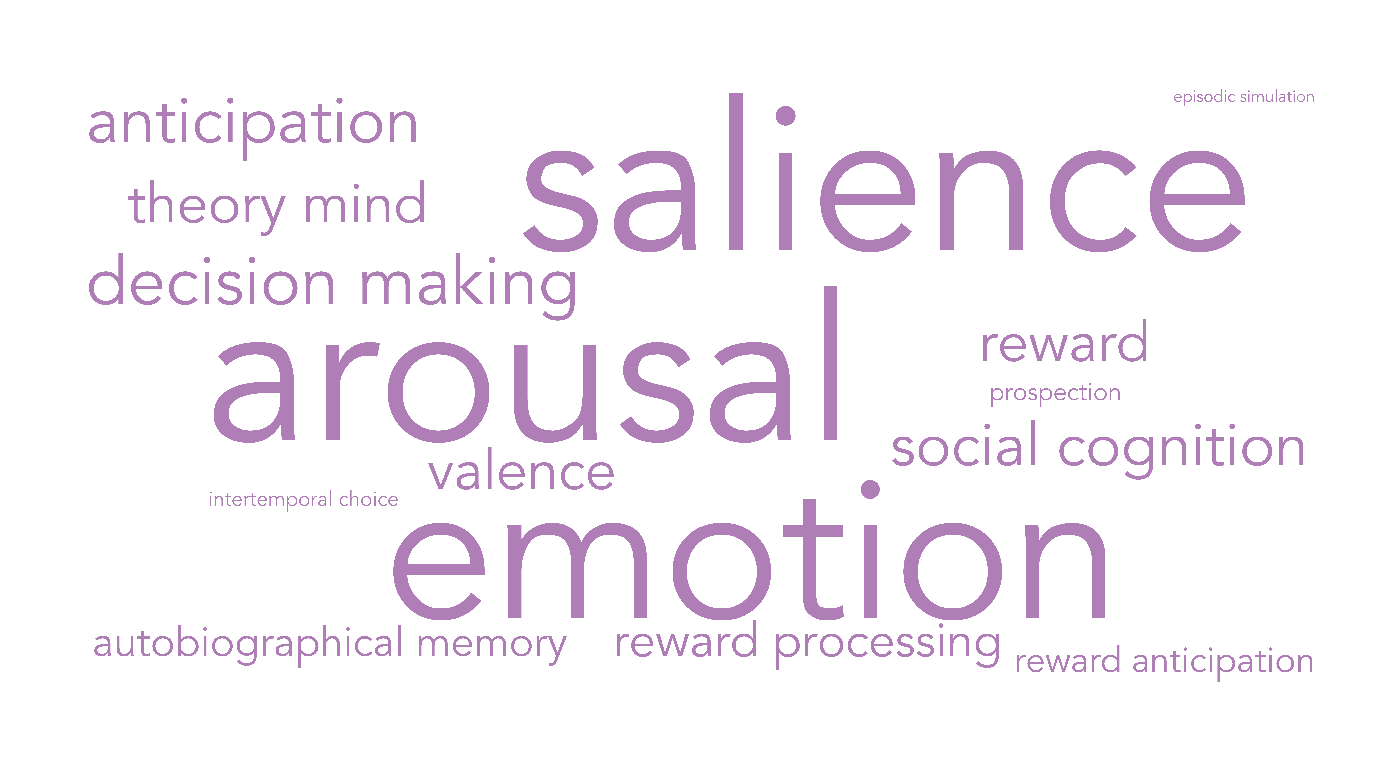 episodic simulation
anticipation
salience
theory mind
decision making
arousal
reward
prospection
social cognition
valence
intertemporal choice
emotion
autobiographical memory
reward processing
reward anticipation